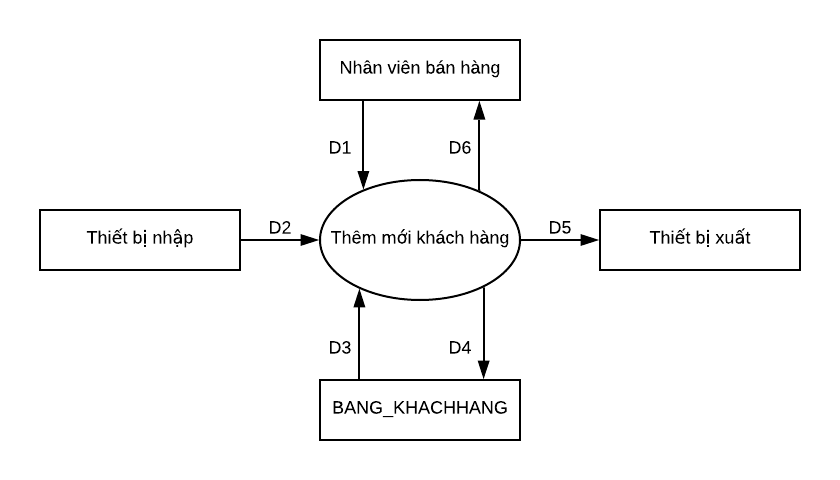 Nhân viên bán hàng
D1
D6
Thiết bị nhập
D2
Thêm mới khách hàng
D5
Thiết bị xuất
D3
D4
BANG_KHACHHANG